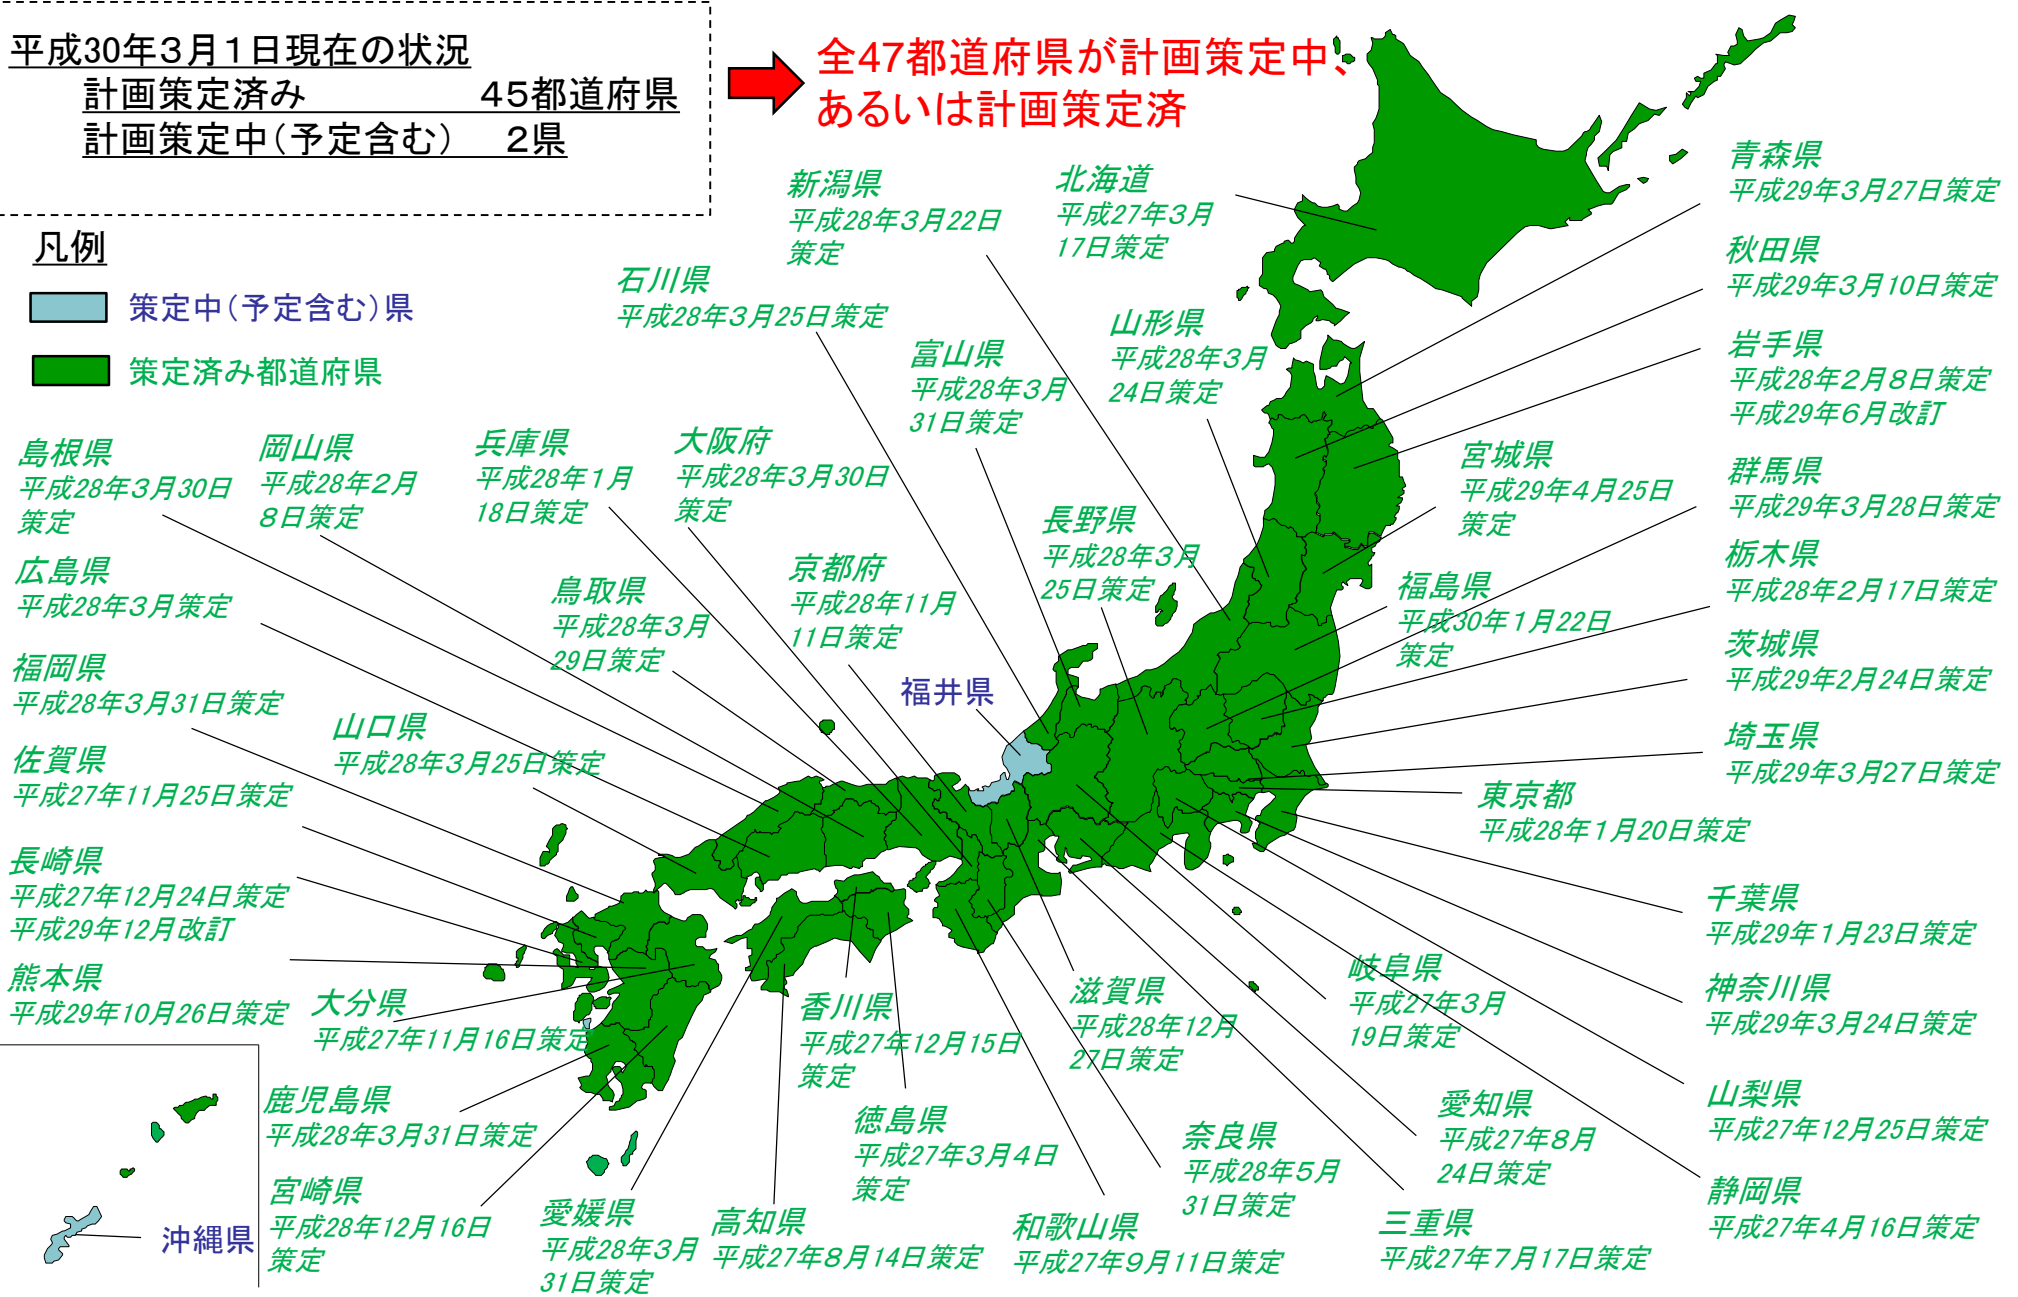 平成30年３月１日現在の状況
計画策定済み　　　　　45都道府県
計画策定中（予定含む）　２県
全47都道府県が計画策定中、
あるいは計画策定済
凡例
策定中（予定含む）県
策定済み都道府県
新潟県
平成28年３月22日
策定
北海道
平成27年３月
17日策定
青森県
平成29年３月27日策定
秋田県
平成29年３月10日策定
石川県
平成28年３月25日策定
富山県
平成28年３月
31日策定
山形県
平成28年３月
24日策定
岩手県
平成28年２月８日策定
平成29年６月改訂
島根県
平成28年３月30日
策定
岡山県
平成28年２月
８日策定
兵庫県
平成28年１月
18日策定
大阪府
平成28年３月30日
策定
長野県
平成28年３月
25日策定
宮城県
平成29年４月25日
策定
群馬県
平成29年３月28日策定
広島県
平成28年３月策定
鳥取県
平成28年３月
29日策定
京都府
平成28年11月
11日策定
福島県
平成30年１月22日
策定
栃木県
平成28年２月17日策定
茨城県
平成29年2月24日策定
福岡県
平成28年３月31日策定
山口県
平成28年３月25日策定
福井県
埼玉県
平成29年３月27日策定
佐賀県
平成27年11月25日策定
東京都
平成28年１月20日策定
長崎県
平成27年12月24日策定
平成29年12月改訂
千葉県
平成29年１月23日策定
熊本県
平成29年10月26日策定
大分県
平成27年11月16日策定
香川県
平成27年12月15日
策定
滋賀県
平成28年12月
27日策定
岐阜県
平成27年３月
19日策定
神奈川県
平成29年３月24日策定
鹿児島県
平成28年３月31日策定
徳島県
平成27年３月４日
策定
奈良県
平成28年５月
31日策定
愛知県
平成27年８月
24日策定
山梨県
平成27年12月25日策定
沖縄県
宮崎県
平成28年12月16日
策定
愛媛県
平成28年３月
31日策定
高知県
平成27年８月14日策定
和歌山県
平成27年９月11日策定
三重県
平成27年７月17日策定
静岡県
平成27年４月16日策定